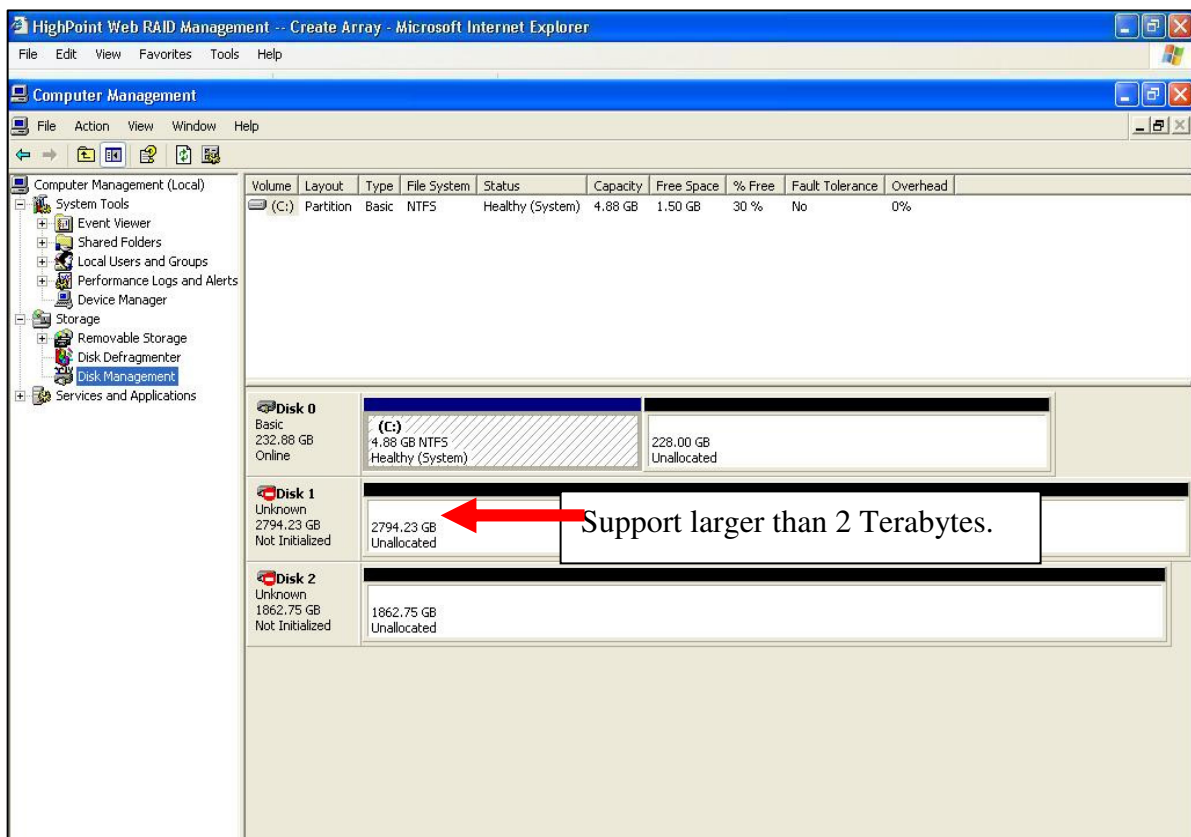 HighPoint Web RAID Management -- Create Array - Microsoft Internet Explorer
File Edit View Favorites Tools Help
Computer Management
File Action View Window Help
Computer Management (Local)
System Tools
Event Viewer
Shared Folders
Local Users and Groups
Performance Logs and Alerts
Device Manager
Storage
Removable Storage
Disk Defragmenter
Disk Management
Services and Applications
Volume Layout Type File System Status Capacity Free Space % Free Fault Tolerance Overhead
(C:) Partition Basic NTFS Healthy (System) 4.88 GB 1.50 GB 30 % No 0%
Disk 0
Basic
232.88 GB
Online
(C:)
4.88 GB NTFS
Healthy (System)
228.00 GB
Unallocated
Disk 1
Unknown
2794.23 GB
Not Initialized
2794.23 GB
Unallocated
Support larger than 2 Terabytes.
Disk 2
Unknown
1862.75 GB
Not Initialized
1862.75 GB
Unallocated